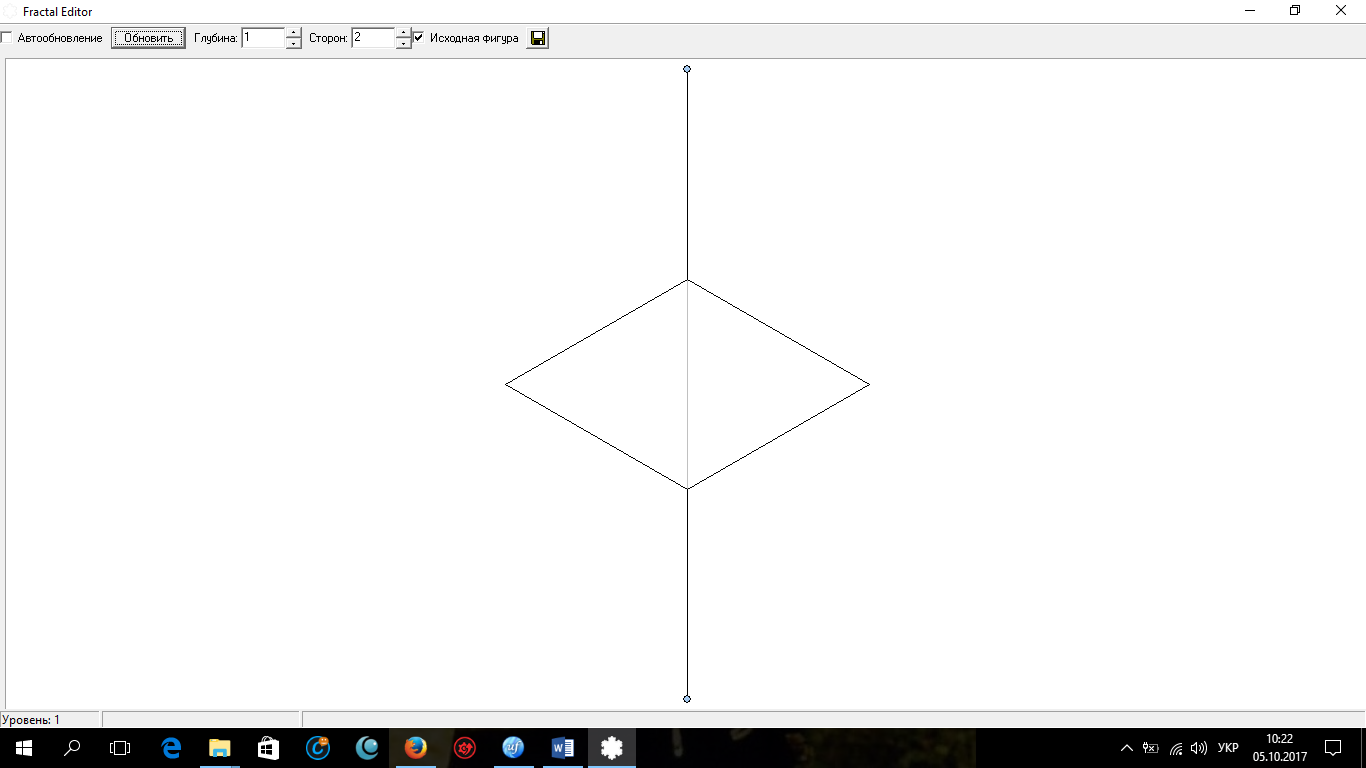 Fractal Editor
Автообновление Обновить Глубина: 1 Сторон: 2 Исходная фигура
Уровень: 1
УКР 10:22
05.10.2017